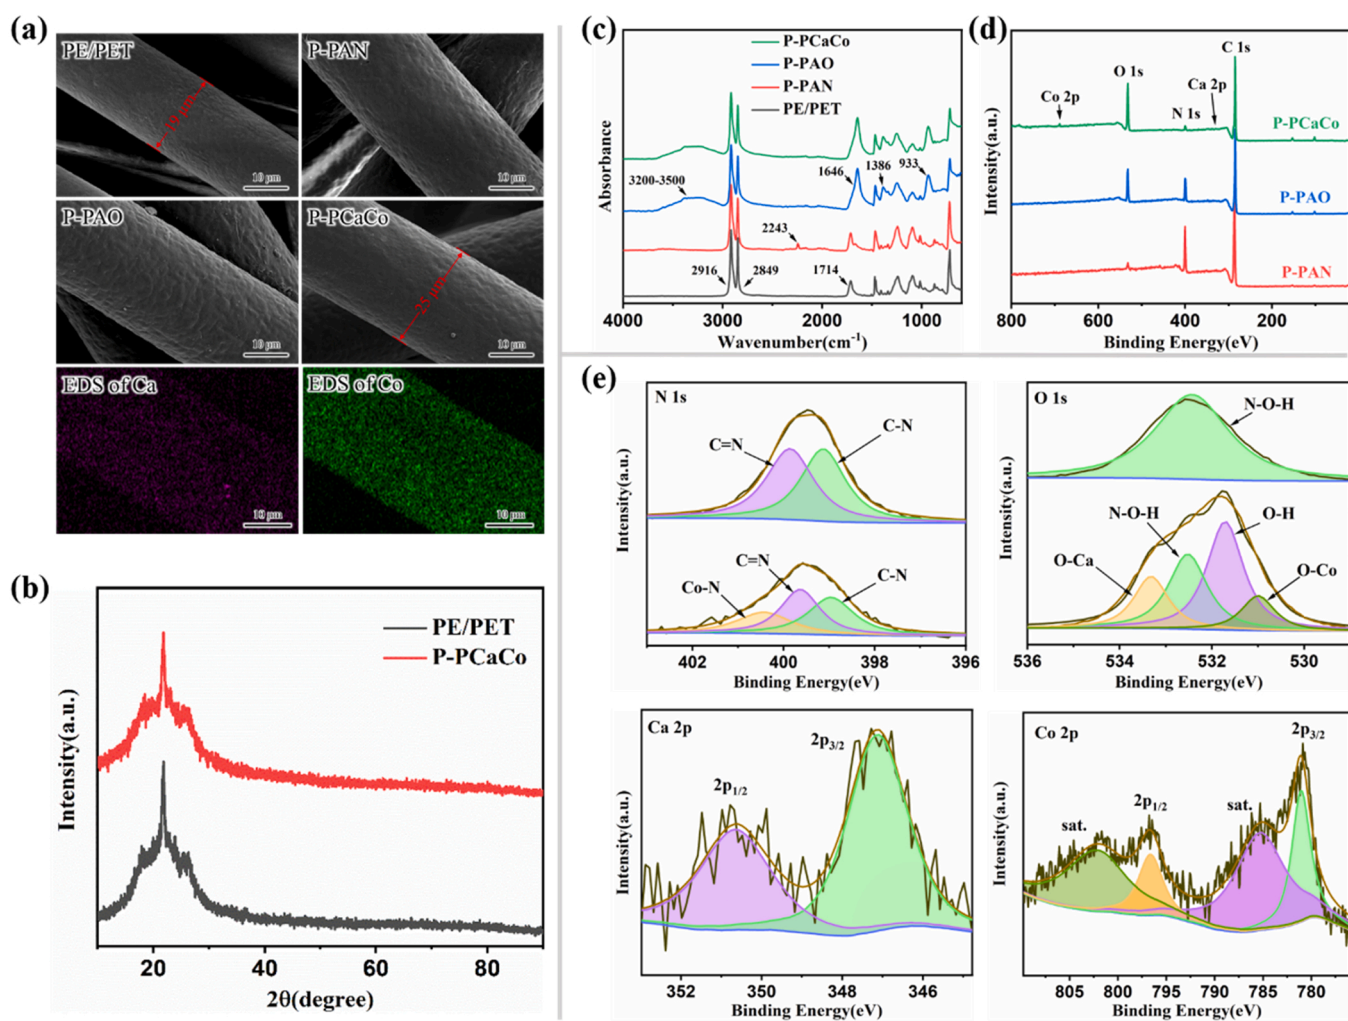 (a)
PE/PET
19 μm
10 μm
P-PAN
10 μm
P-PAO
10 μm
P-PCaCo
25 μm
10 μm
EDS of Ca
10 μm
EDS of Co
10 μm
(b)
PE/PET
P-PCaCo
Intensity(a.u.)
20 40 60 80
2θ(degree)
(c)
P-PCaCo
P-PAO
P-PAN
PE/PET
Absorbance
3200-3500
1646
1386
933
2243
2916
2849
1714
4000 3000 2000 1000
Wavenumber(cm⁻¹)
(d)
C 1s
O 1s
Ca 2p
Co 2p
N 1s
P-PCaCo
P-PAO
P-PAN
Intensity(a.u.)
800 600 400 200
Binding Energy(eV)
(e)
N 1s
C=N
C-N
C=N
Co-N
C-N
Intensity(a.u.)
402 400 398 396
Binding Energy(eV)
O 1s
N-O-H
N-O-H
O-H
O-Ca
O-Co
Intensity(a.u.)
536 534 532 530
Binding Energy(eV)
Ca 2p
2p3/2
2p1/2
Intensity(a.u.)
352 350 348 346
Binding Energy(eV)
Co 2p
2p3/2
2p1/2
sat.
sat.
Intensity(a.u.)
805 800 795 790 785 780
Binding Energy(eV)